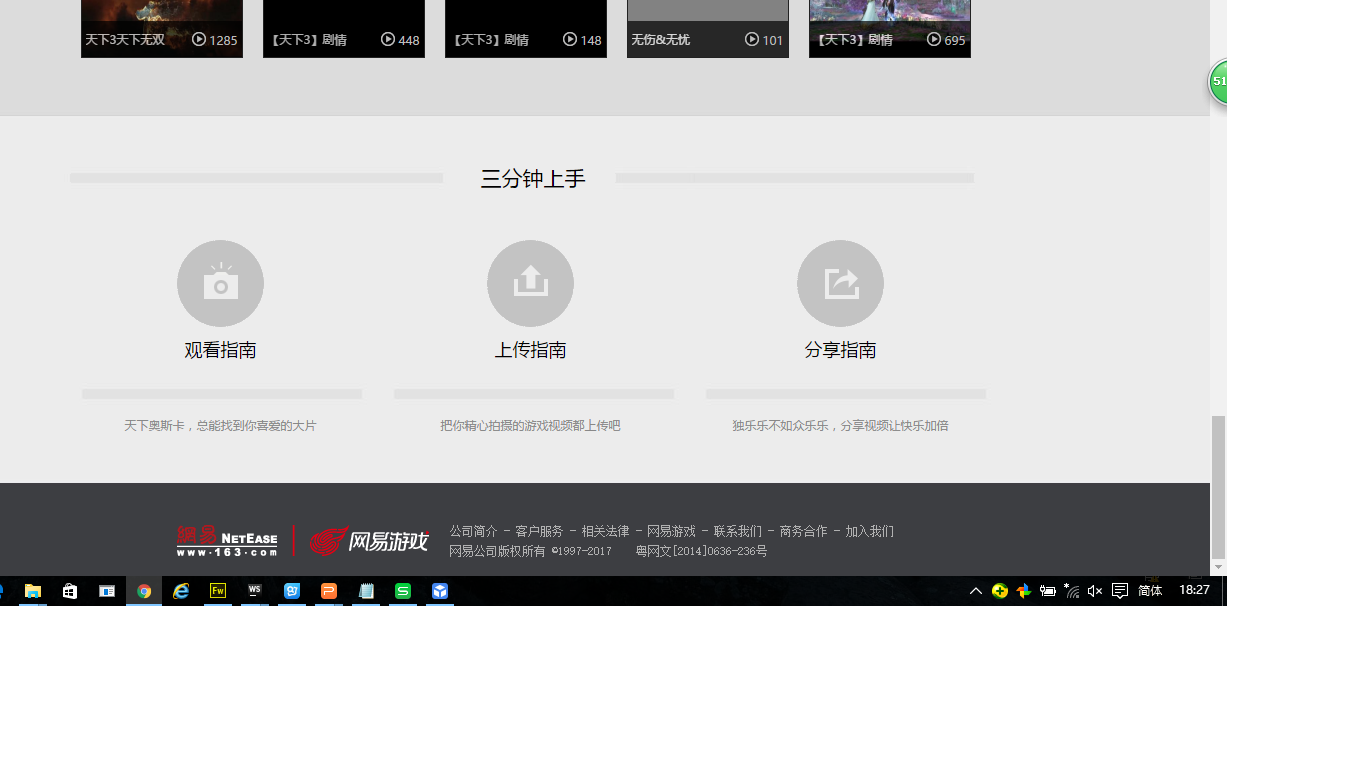 天下3天下无双 1285
【天下3】剧情 448
【天下3】剧情 148
无伤&无忧 101
【天下3】剧情 695
51
三分钟上手
观看指南
上传指南
分享指南
天下奥斯卡，总能找到你喜爱的大片
把你精心拍摄的游戏视频都上传吧
独乐乐不如众乐乐，分享视频让快乐加倍
網易 NETEASE
www.163.com
网易游戏
公司简介 - 客户服务 - 相关法律 - 网易游戏 - 联系我们 - 商务合作 - 加入我们
网易公司版权所有 ©1997-2017 粤网文[2014]0636-236号
Fw
WS
P
S
简体
18:27